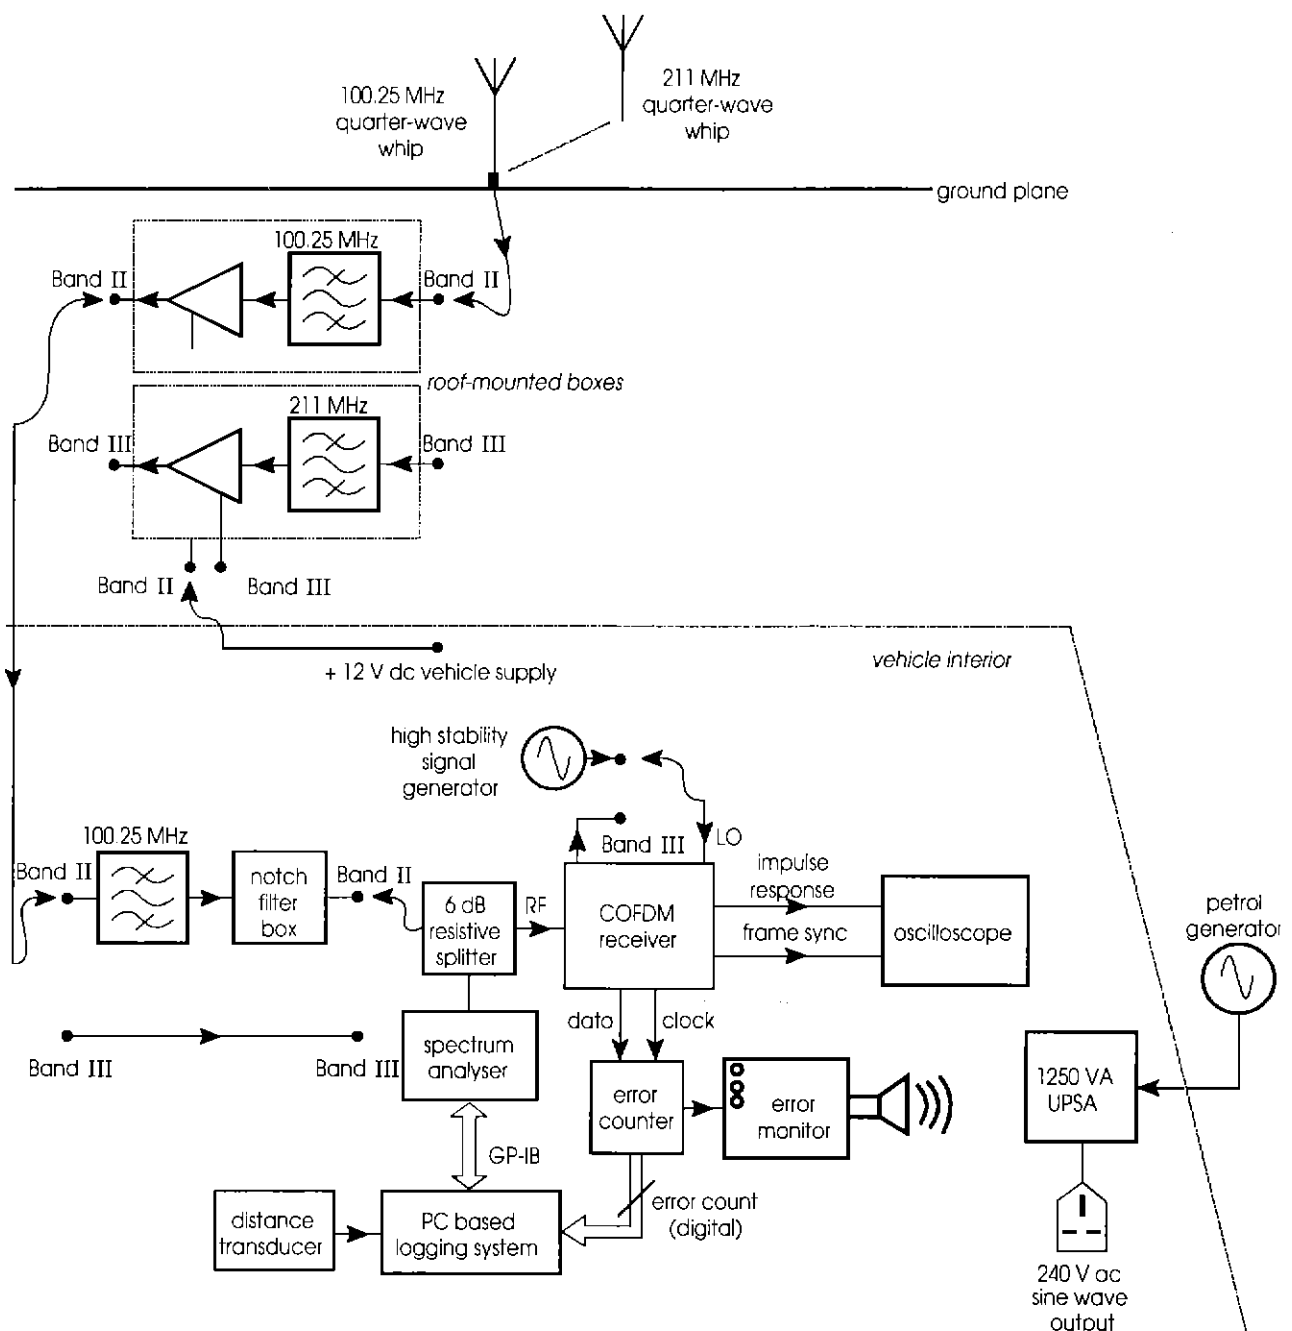 100.25 MHz
quarter-wave
whip
211 MHz
quarter-wave
whip
ground plane
100.25 MHz
Band II
Band II
roof-mounted boxes
211 MHz
Band III
Band III
Band II
Band III
vehicle interior
+ 12 V dc vehicle supply
high stability
signal
generator
Band III
LO
100.25 MHz
Band II
notch
filter
box
Band II
6 dB
resistive
splitter
RF
COFDM
receiver
impulse
response
frame sync
oscilloscope
petrol
generator
data
clock
Band III
Band III
spectrum
analyser
error
counter
error
monitor
1250 VA
UPSA
GP-IB
error count
(digital)
distance
transducer
PC based
logging system
240 V ac
sine wave
output